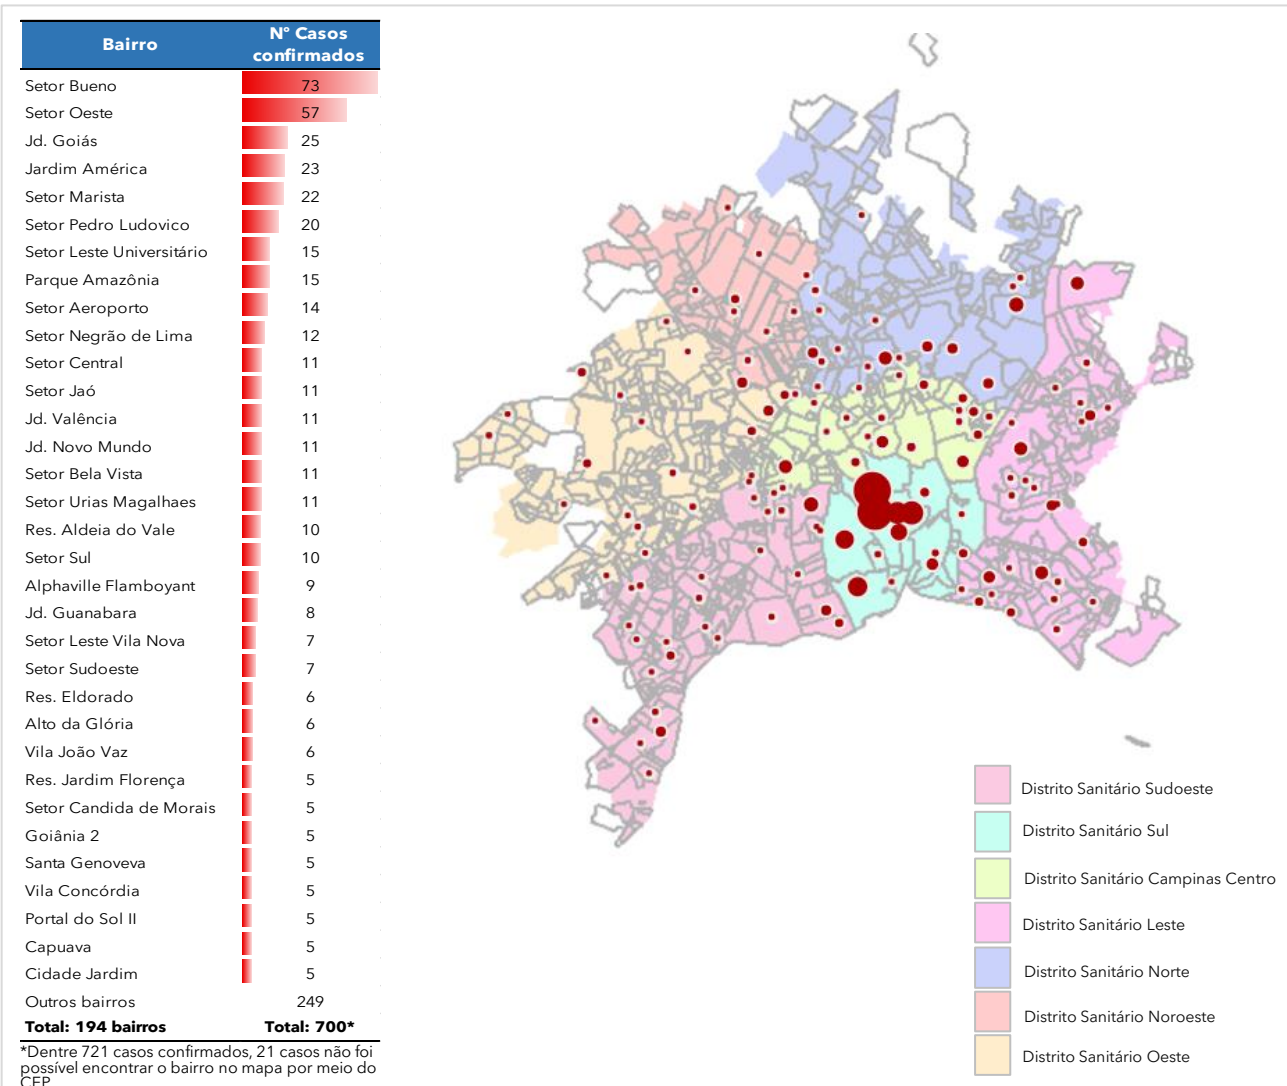 Bairro Nº Casos confirmados
Setor Bueno 73
Setor Oeste 57
Jd. Goiás 25
Jardim América 23
Setor Marista 22
Setor Pedro Ludovico 20
Setor Leste Universitário 15
Parque Amazônia 15
Setor Aeroporto 14
Setor Negrão de Lima 12
Setor Central 11
Setor Jaó 11
Jd. Valência 11
Jd. Novo Mundo 11
Setor Bela Vista 11
Setor Urias Magalhaes 11
Res. Aldeia do Vale 10
Setor Sul 10
Alphaville Flamboyant 9
Jd. Guanabara 8
Setor Leste Vila Nova 7
Setor Sudoeste 7
Res. Eldorado 6
Alto da Glória 6
Vila João Vaz 6
Res. Jardim Florença 5
Setor Candida de Morais 5
Goiânia 2 5
Santa Genoveva 5
Vila Concórdia 5
Portal do Sol II 5
Capuava 5
Cidade Jardim 5
Outros bairros 249
Total: 194 bairros Total: 700*
*Dentre 721 casos confirmados, 21 casos não foi
possível encontrar o bairro no mapa por meio do
CEP
Distrito Sanitário Sudoeste
Distrito Sanitário Sul
Distrito Sanitário Campinas Centro
Distrito Sanitário Leste
Distrito Sanitário Norte
Distrito Sanitário Noroeste
Distrito Sanitário Oeste